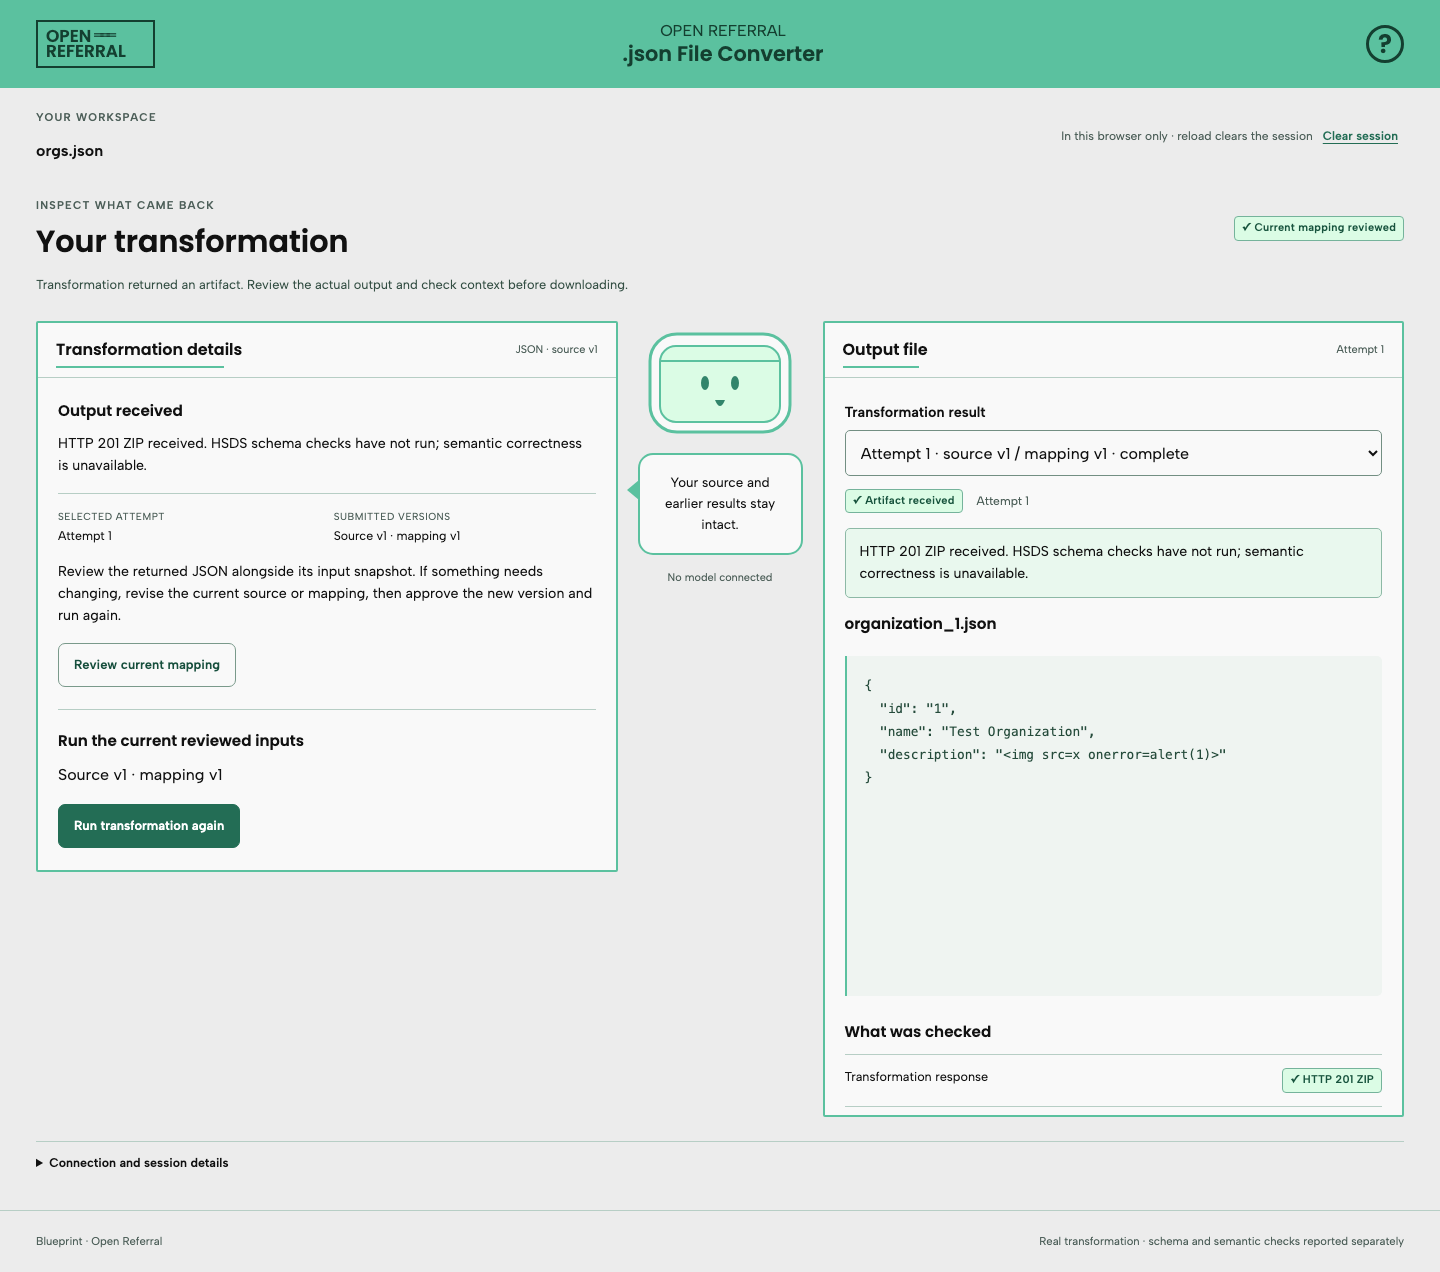 OPEN
REFERRAL
OPEN REFERRAL
.json File Converter
?
YOUR WORKSPACE
orgs.json
In this browser only · reload clears the session Clear session
INSPECT WHAT CAME BACK
Your transformation
✓ Current mapping reviewed
Transformation returned an artifact. Review the actual output and check context before downloading.
Transformation details
JSON · source v1
Output received
HTTP 201 ZIP received. HSDS schema checks have not run; semantic correctness
is unavailable.
SELECTED ATTEMPT
Attempt 1
SUBMITTED VERSIONS
Source v1 · mapping v1
Review the returned JSON alongside its input snapshot. If something needs
changing, revise the current source or mapping, then approve the new version and
run again.
Review current mapping
Run the current reviewed inputs
Source v1 · mapping v1
Run transformation again
Your source and
earlier results stay
intact.
No model connected
Output file
Attempt 1
Transformation result
Attempt 1 · source v1 / mapping v1 · complete
✓ Artifact received
Attempt 1
HTTP 201 ZIP received. HSDS schema checks have not run; semantic
correctness is unavailable.
organization_1.json
{
  "id": "1",
  "name": "Test Organization",
  "description": "<img src=x onerror=alert(1)>"
}
What was checked
Transformation response
✓ HTTP 201 ZIP
Connection and session details
Blueprint · Open Referral
Real transformation · schema and semantic checks reported separately